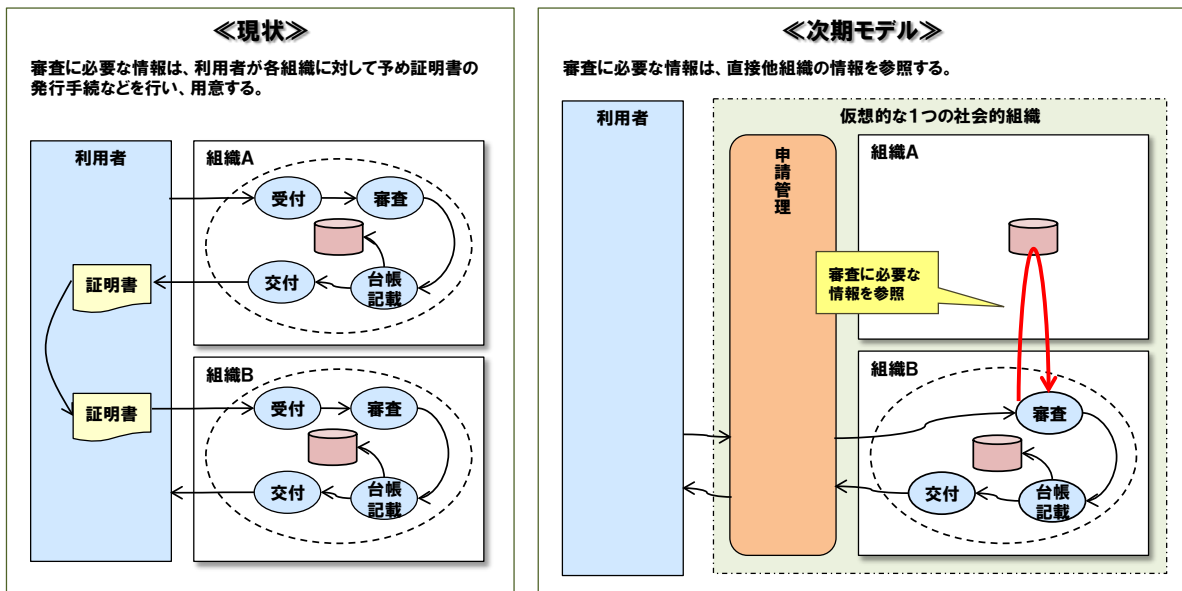 ≪現状≫
審査に必要な情報は、利用者が各組織に対して予め証明書の
発行手続などを行い、用意する。
利用者
組織A
受付
審査
交付
台帳
記載
証明書
証明書
組織B
受付
審査
交付
台帳
記載
≪次期モデル≫
審査に必要な情報は、直接他組織の情報を参照する。
利用者
仮想的な1つの社会的組織
申請管理
組織A
審査に必要な
情報を参照
組織B
審査
交付
台帳
記載